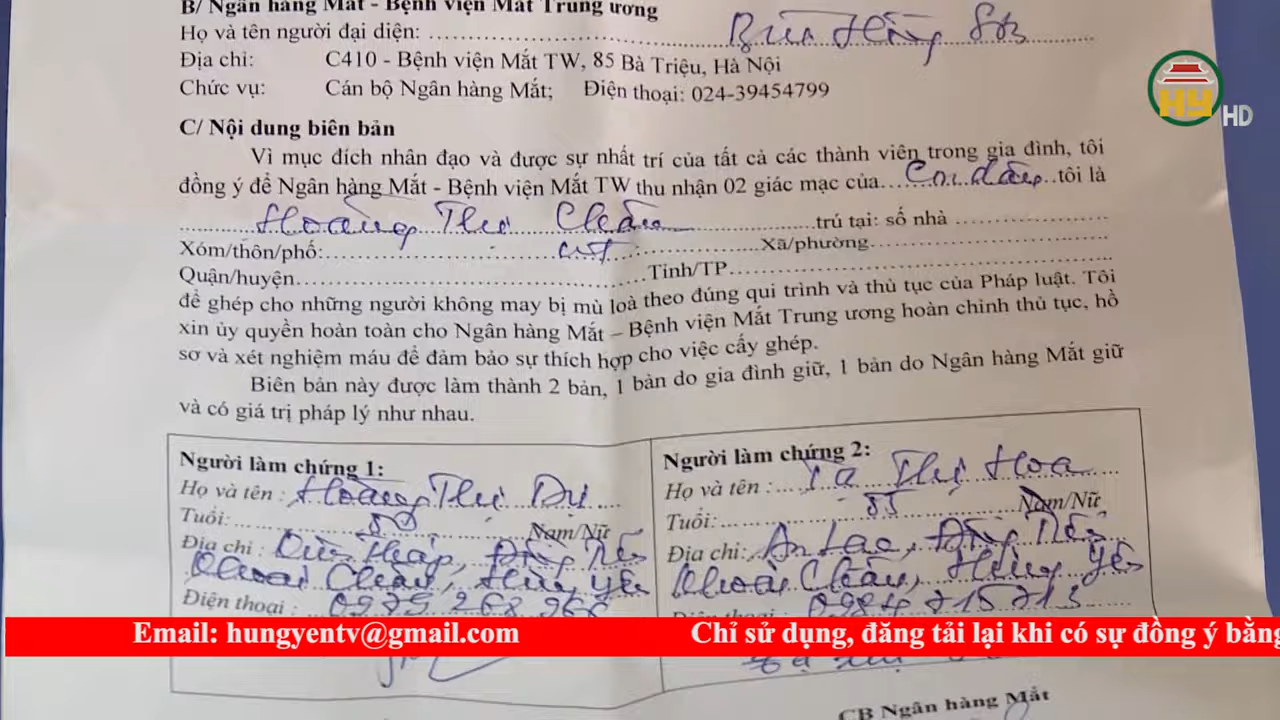 B/ Ngân hàng Mắt - Bệnh viện Mắt Trung ương
Họ và tên người đại diện: Bùi Hùng
Địa chỉ: C410 - Bệnh viện Mắt TW, 85 Bà Triệu, Hà Nội
Chức vụ: Cán bộ Ngân hàng Mắt; Điện thoại: 024-39454799
HY HD
C/ Nội dung biên bản
Vì mục đích nhân đạo và được sự nhất trí của tất cả các thành viên trong gia đình, tôi
đồng ý để Ngân hàng Mắt - Bệnh viện Mắt TW thu nhận 02 giác mạc của Con dâu tôi là
Hoàng Thị trú tại: số nhà
Xóm/thôn/phố: Xã/phường
Quận/huyện Tỉnh/TP
để ghép cho những người không may bị mù loà theo đúng qui trình và thủ tục của Pháp luật. Tôi
xin ủy quyền hoàn toàn cho Ngân hàng Mắt – Bệnh viện Mắt Trung ương hoàn chỉnh thủ tục, hồ
sơ và xét nghiệm máu để đảm bảo sự thích hợp cho việc cấy ghép.
Biên bản này được làm thành 2 bản, 1 bản do gia đình giữ, 1 bản do Ngân hàng Mắt giữ
và có giá trị pháp lý như nhau.
Người làm chứng 1:
Họ và tên : Hoàng Thị Dự
Tuổi: Nam/Nữ
Địa chỉ :
Khoái Châu, Hưng Yên
Điện thoại : 0975 268 266
Người làm chứng 2:
Họ và tên : Tạ Thị Hoa
Tuổi: 55 Nam/Nữ
Địa chỉ: An Lạc,
Khoái Châu, Hưng Yên
0984 715 713
Email: hungyentv@gmail.com Chỉ sử dụng, đăng tải lại khi có sự đồng ý bằng
CB Ngân hàng Mắt